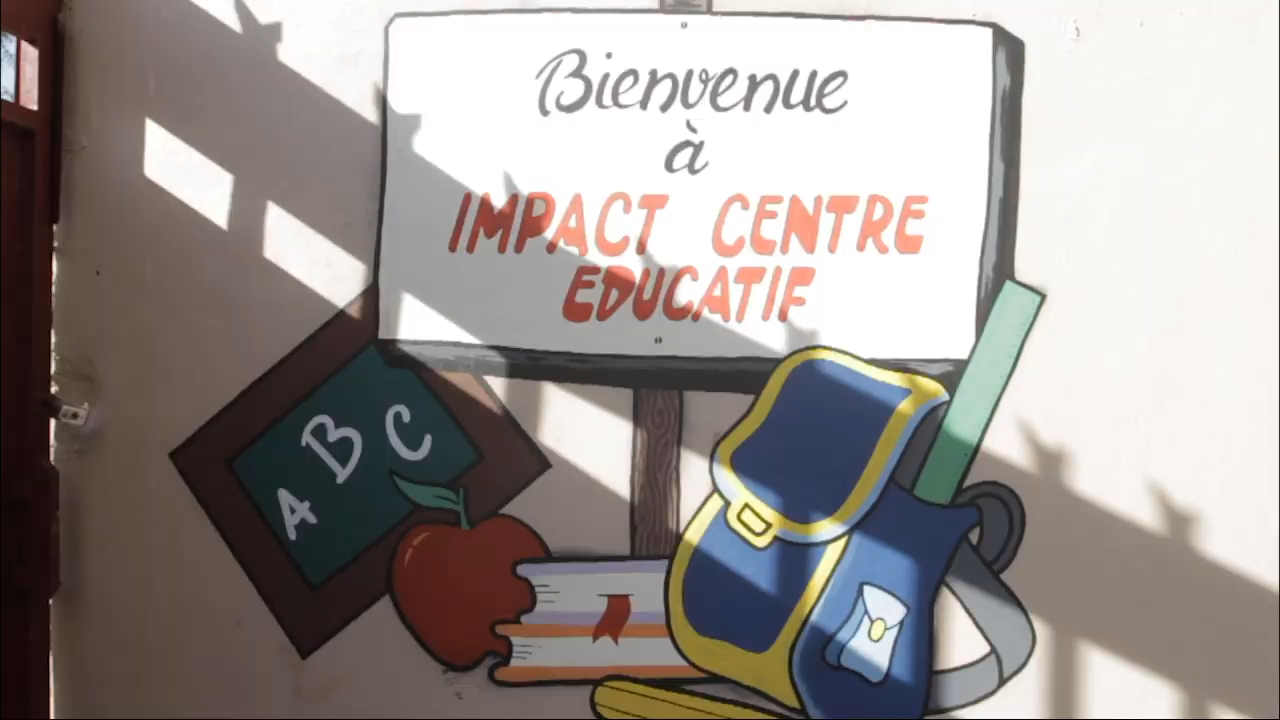 Bienvenue
à
IMPACT CENTRE
EDUCATIF
A B C